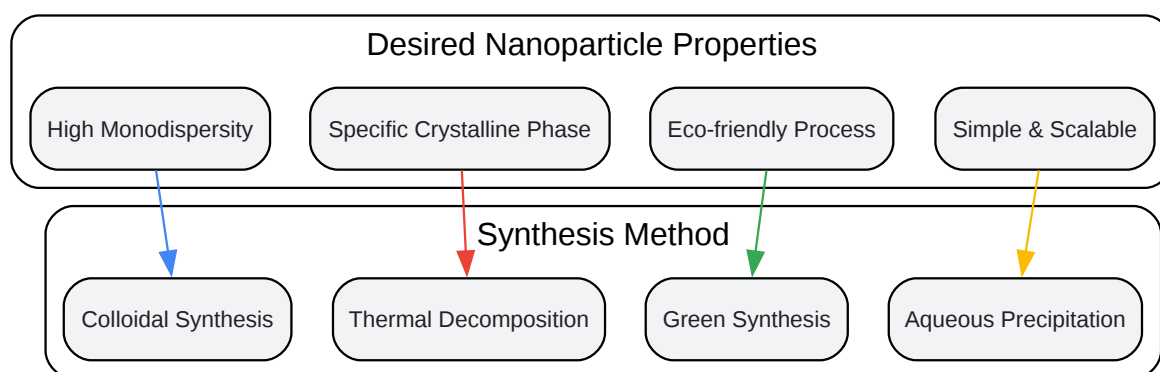 Desired Nanoparticle Properties
High Monodispersity
Specific Crystalline Phase
Eco-friendly Process
Simple & Scalable
Synthesis Method
Colloidal Synthesis
Thermal Decomposition
Green Synthesis
Aqueous Precipitation